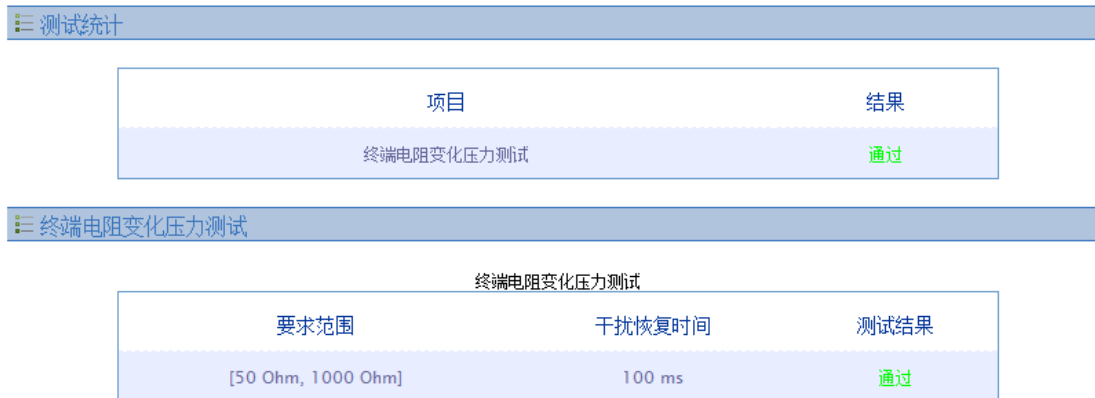 测试统计
项目 结果
终端电阻变化压力测试 通过
终端电阻变化压力测试
终端电阻变化压力测试
要求范围 干扰恢复时间 测试结果
[50 Ohm, 1000 Ohm] 100 ms 通过